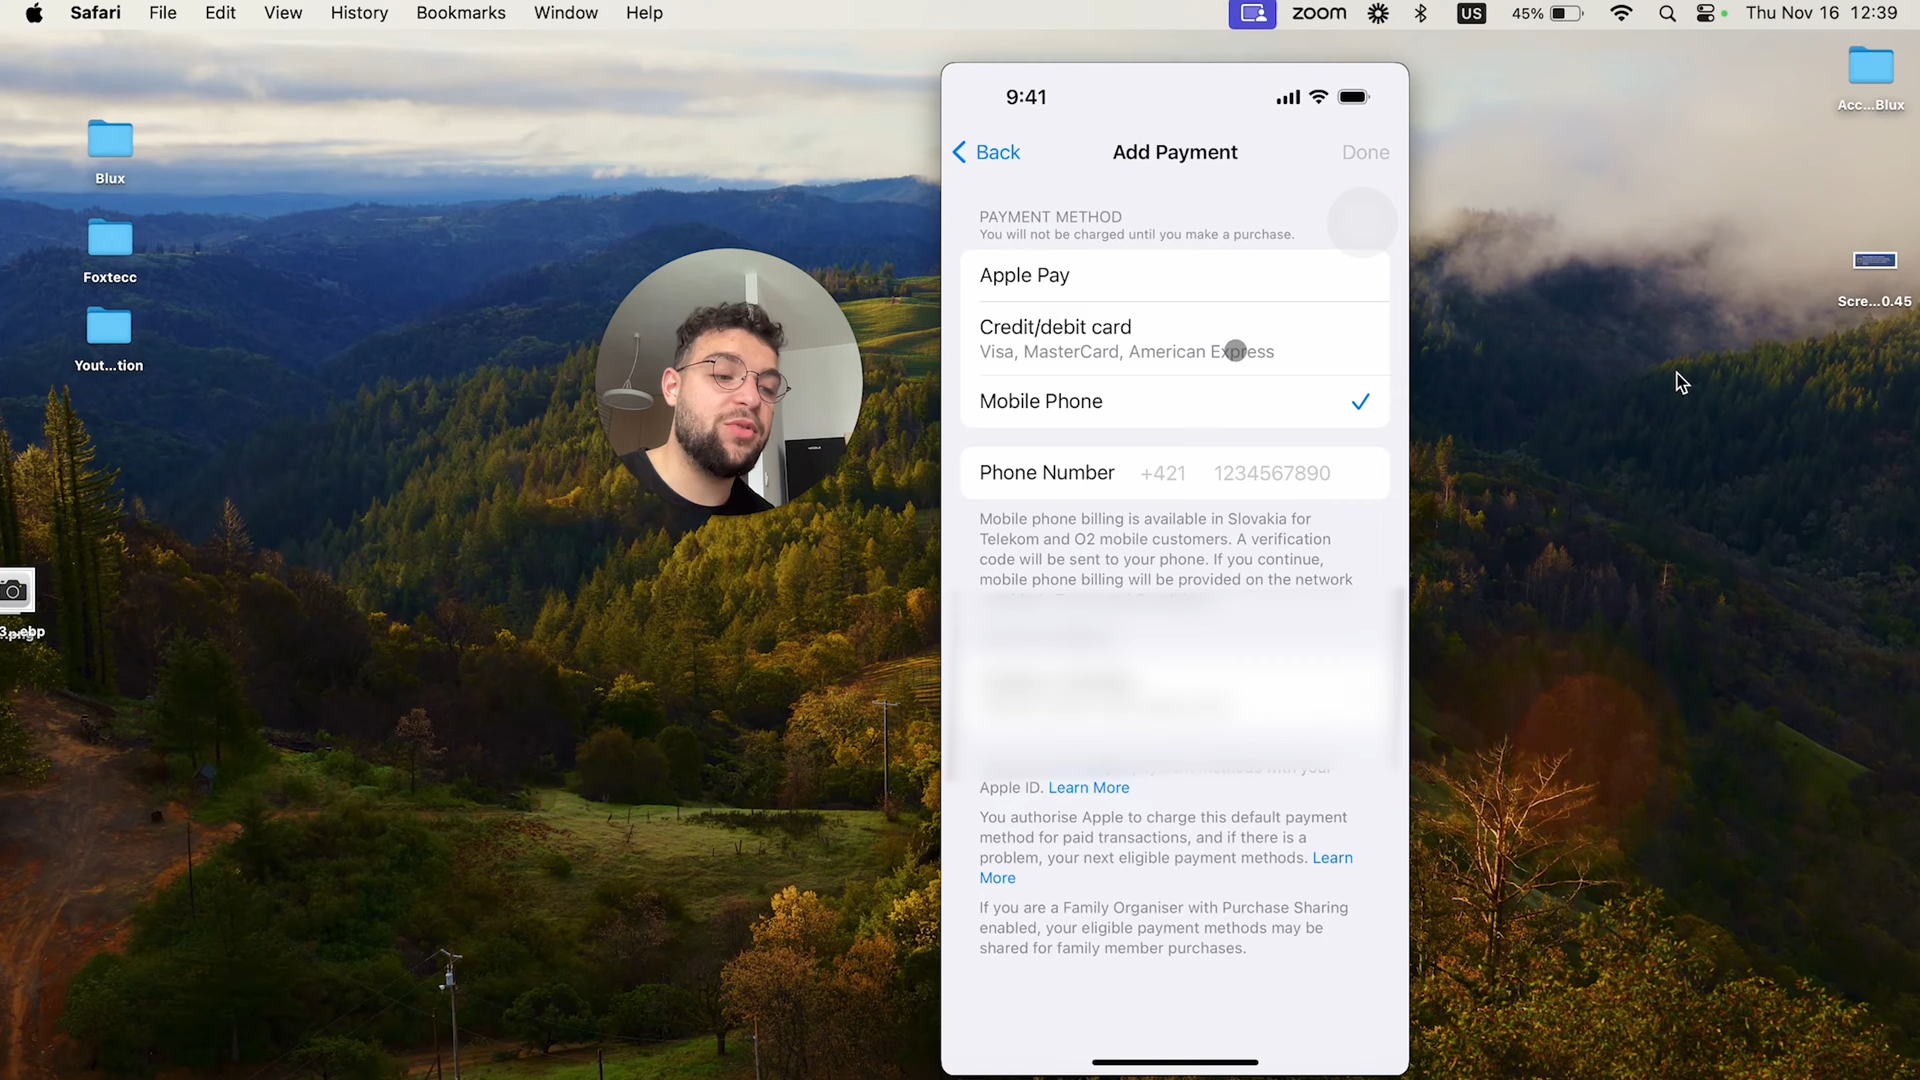 Safari File Edit View History Bookmarks Window Help
zoom US 45% Thu Nov 16 12:39
Blux
Foxtecc
Yout...tion
Acc...Blux
Scre...0.45
9:41
Back Add Payment Done
PAYMENT METHOD
You will not be charged until you make a purchase.
Apple Pay
Credit/debit card
Visa, MasterCard, American Express
Mobile Phone
Phone Number +421 1234567890
Mobile phone billing is available in Slovakia for
Telekom and O2 mobile customers. A verification
code will be sent to your phone. If you continue,
mobile phone billing will be provided on the network
Apple ID. Learn More
You authorise Apple to charge this default payment
method for paid transactions, and if there is a
problem, your next eligible payment methods. Learn
More
If you are a Family Organiser with Purchase Sharing
enabled, your eligible payment methods may be
shared for family member purchases.